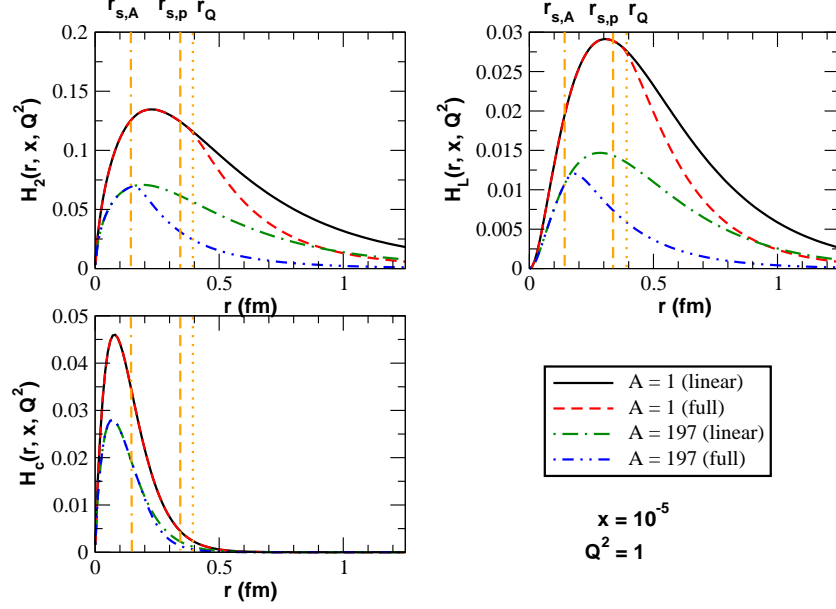 r_{s,A} r_{s,p} r_Q
0.2
0.15
0.1
0.05
0
H_2(r, x, Q^2)
0 0.5 1
r (fm)
r_{s,A} r_{s,p} r_Q
0.03
0.025
0.02
0.015
0.01
0.005
0
H_L(r, x, Q^2)
0 0.5 1
r (fm)
0.05
0.04
0.03
0.02
0.01
0
H_c(r, x, Q^2)
0 0.5 1
r (fm)
A = 1 (linear)
A = 1 (full)
A = 197 (linear)
A = 197 (full)
x = 10^{-5}
Q^2 = 1